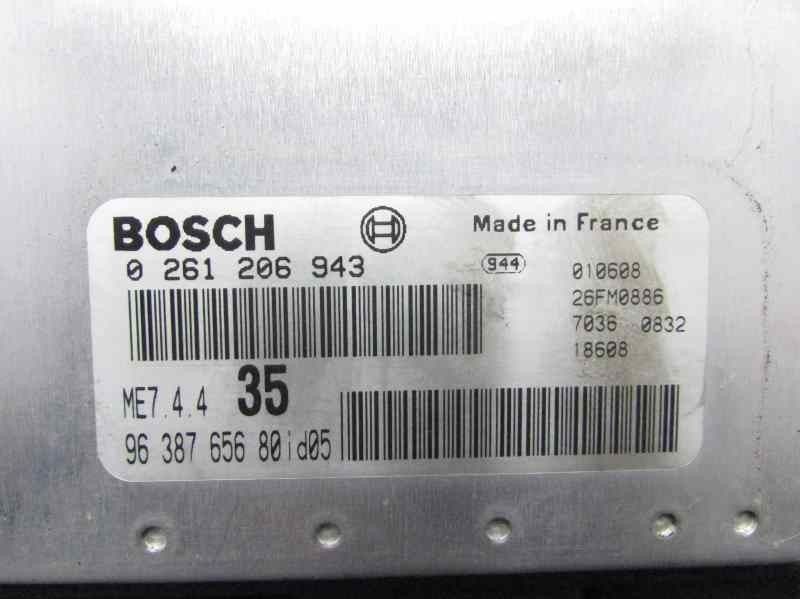 BOSCH
Made in France
0 261 206 943
944
010608
26FM0886
7036 0832
18608
ME7.4.4 35
96 387 656 80id05